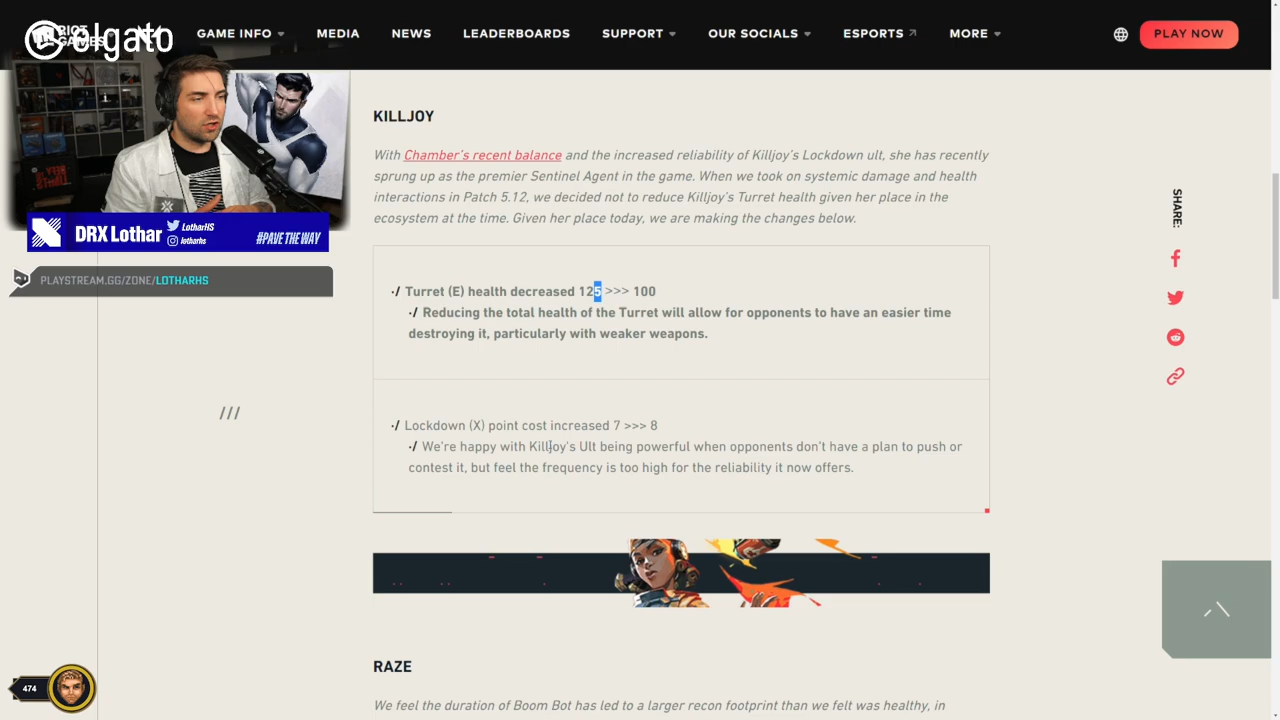 RIOT
GAMES
elgato
GAME INFO
MEDIA
NEWS
LEADERBOARDS
SUPPORT
OUR SOCIALS
ESPORTS
MORE
PLAY NOW
DRX Lothar
LotharHS
lotharhs
#PAVE THE WAY
PLAYSTREAM.GG/ZONE/LOTHARHS
KILLJOY
With Chamber's recent balance and the increased reliability of Killjoy's Lockdown ult, she has recently
sprung up as the premier Sentinel Agent in the game. When we took on systemic damage and health
interactions in Patch 5.12, we decided not to reduce Killjoy's Turret health given her place in the
ecosystem at the time. Given her place today, we are making the changes below.
·/ Turret (E) health decreased 125 >>> 100
·/ Reducing the total health of the Turret will allow for opponents to have an easier time
destroying it, particularly with weaker weapons.
·/ Lockdown (X) point cost increased 7 >>> 8
·/ We're happy with Killjoy's Ult being powerful when opponents don't have a plan to push or
contest it, but feel the frequency is too high for the reliability it now offers.
///
SHARE:
RAZE
We feel the duration of Boom Bot has led to a larger recon footprint than we felt was healthy, in
474